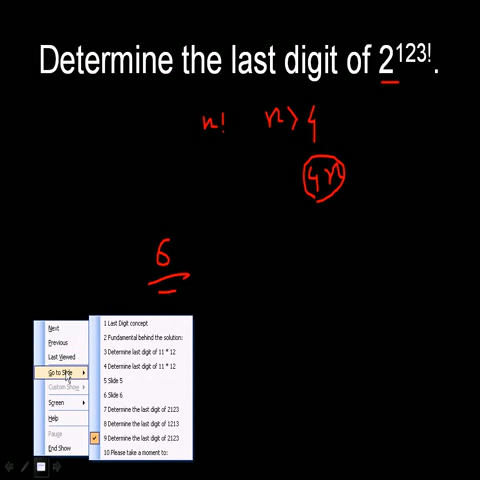 Determine the last digit of 2¹²³!.
n! n > 4
4n
6
Next
Previous
Last Viewed
Go to Slide
Custom Show
Screen
Help
Pause
End Show
1 Last Digit concept
2 Fundamental behind the solution:
3 Determine last digit of 11 * 12
4 Determine last digit of 11 * 12
5 Slide 5
6 Slide 6
7 Determine the last digit of 2123
8 Determine the last digit of 1213
9 Determine the last digit of 2123
10 Please take a moment to: